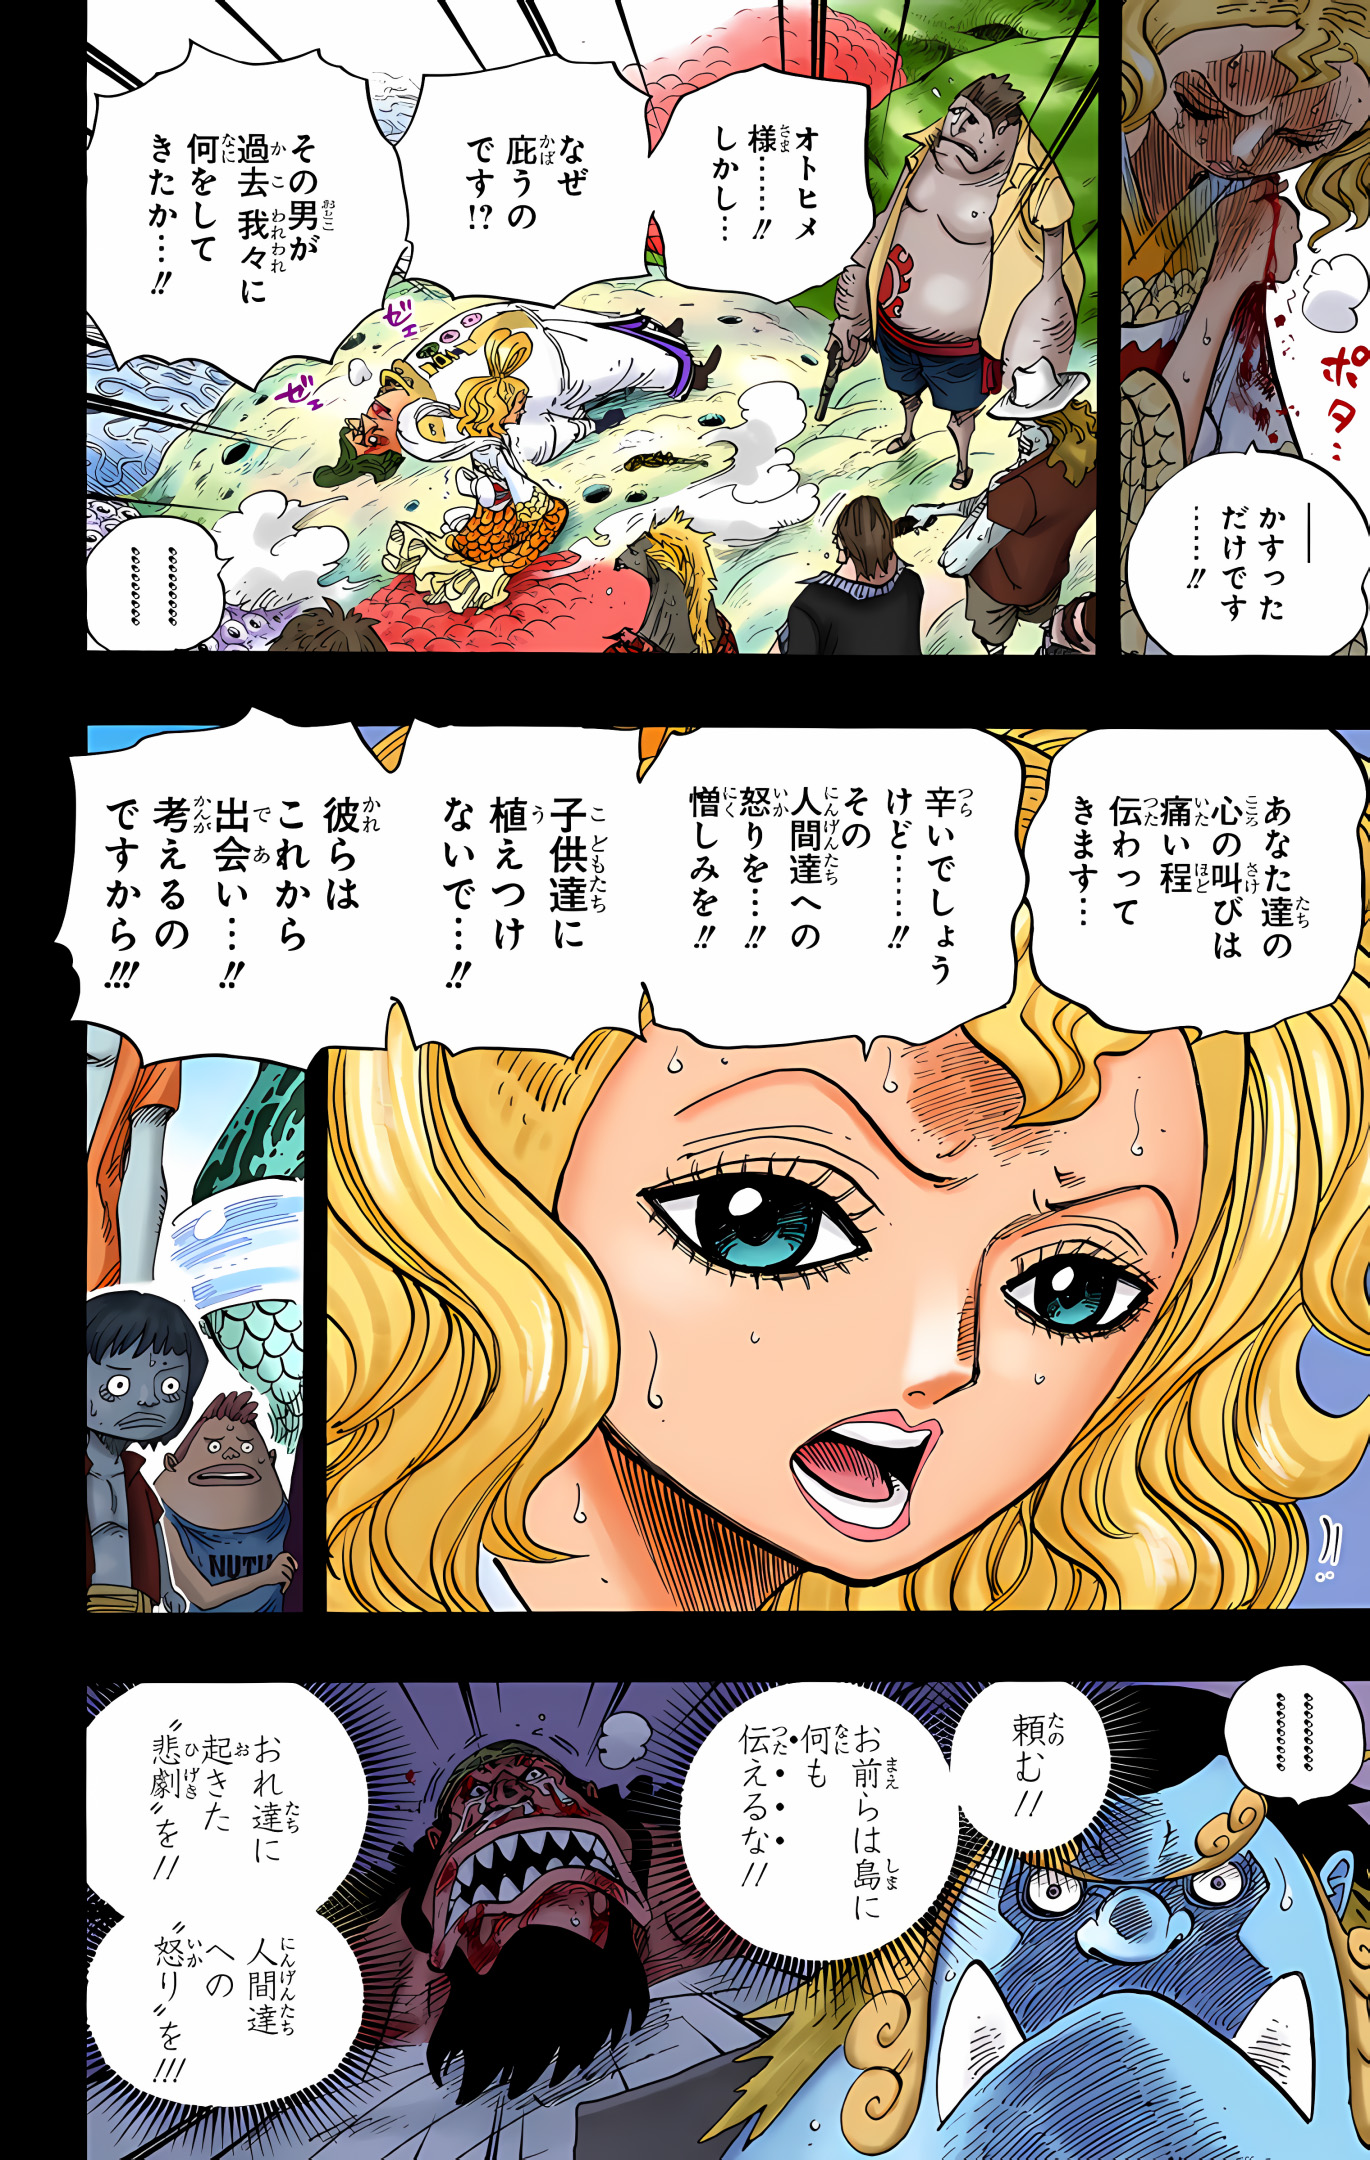 ポタ…
――かすった
だけです
……!!
オトヒメ
様……!!
しかし…
なぜ
庇うの
です!?
その男が
過去我々に
何をして
きたか…!!
ゼェ
ゼェ
………
………
あなた達の
心の叫びは
痛い程
伝わって
きます…
辛いでしょう
けど……!!
その
人間達への
怒りを…!!
憎しみを!!
子供達に
植えつけ
ないで…!!
彼らは
これから
出会い…!!
考えるの
ですから!!!
NUTU
………
………
頼む!!
お前らは島に
何も
伝えるな!!
おれ達に
起きた
〝悲劇〟を!!
人間達
への
〝怒り〟を!!!